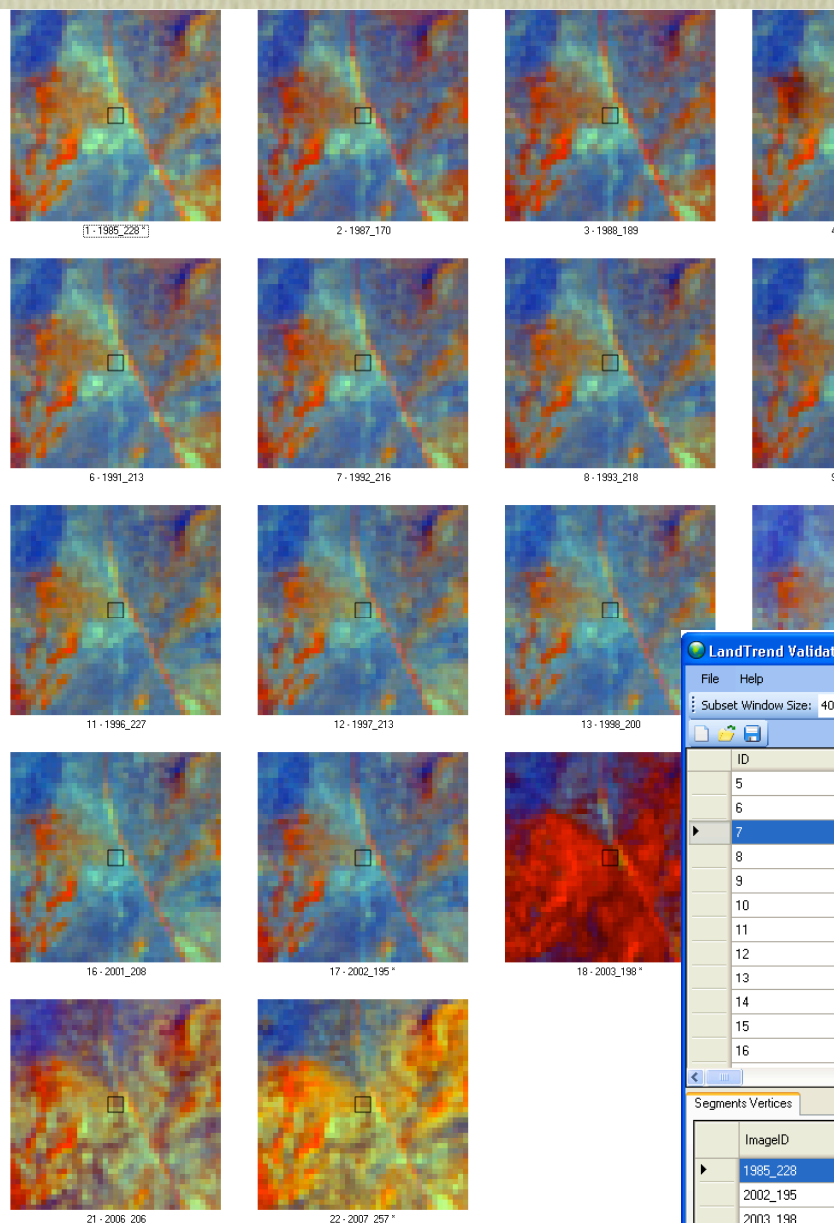 1 - 1985_228 *
2 - 1987_170
3 - 1988_189
6 - 1991_213
7 - 1992_216
8 - 1993_218
11 - 1996_227
12 - 1997_213
13 - 1998_200
16 - 2001_208
17 - 2002_195 *
18 - 2003_198 *
21 - 2006_206
22 - 2007_257 *
LandTrend Validat
File Help
Subset Window Size: 40
ID
5
6
7
8
9
10
11
12
13
14
15
16
Segments Vertices
ImageID
1985_228
2002_195
2003_198